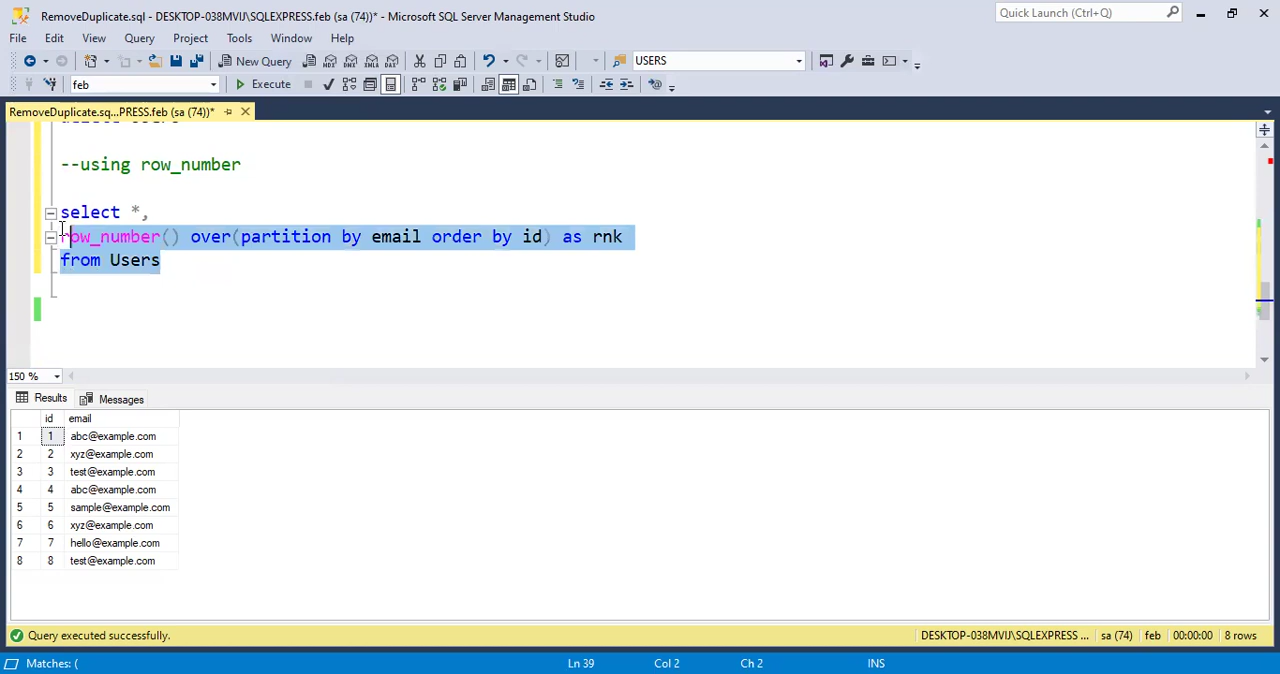 RemoveDuplicate.sql - DESKTOP-038MVIJ\SQLEXPRESS.feb (sa (74))* - Microsoft SQL Server Management Studio
Quick Launch (Ctrl+Q)
File Edit View Query Project Tools Window Help
New Query
USERS
feb
Execute
RemoveDuplicate.sq...PRESS.feb (sa (74))*
--using row_number
select *,
row_number() over(partition by email order by id) as rnk
from Users
150 %
Results Messages
id email
1 1 abc@example.com
2 2 xyz@example.com
3 3 test@example.com
4 4 abc@example.com
5 5 sample@example.com
6 6 xyz@example.com
7 7 hello@example.com
8 8 test@example.com
Query executed successfully.
DESKTOP-038MVIJ\SQLEXPRESS ... sa (74) feb 00:00:00 8 rows
Matches: (
Ln 39 Col 2 Ch 2 INS